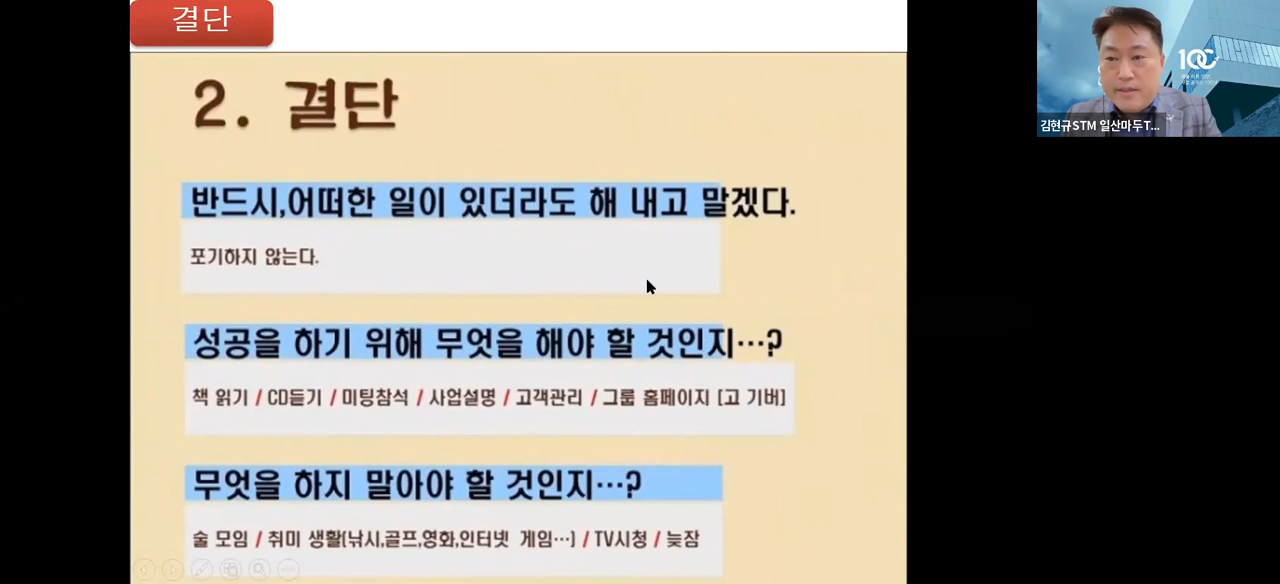 결단
2. 결단
반드시,어떠한 일이 있더라도 해 내고 말겠다.
포기하지 않는다.
성공을 하기 위해 무엇을 해야 할 것인지…?
책 읽기 / CD듣기 / 미팅참석 / 사업설명 / 고객관리 / 그룹 홈페이지 [고 기버]
무엇을 하지 말아야 할 것인지…?
술 모임 / 취미 생활(낚시,골프,영화,인터넷 게임…) / TV시청 / 늦잠
100
김현규STM 일산마두T...